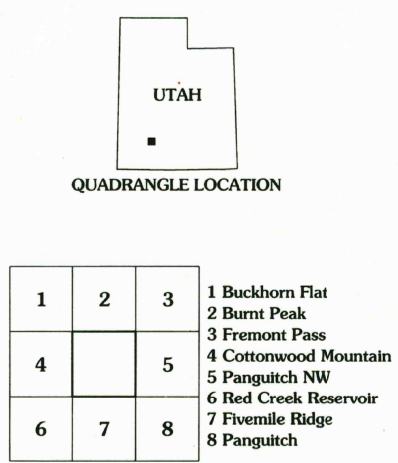 UTAH
QUADRANGLE LOCATION
1 2 3
4 5
6 7 8
1 Buckhorn Flat
2 Burnt Peak
3 Fremont Pass
4 Cottonwood Mountain
5 Panguitch NW
6 Red Creek Reservoir
7 Fivemile Ridge
8 Panguitch